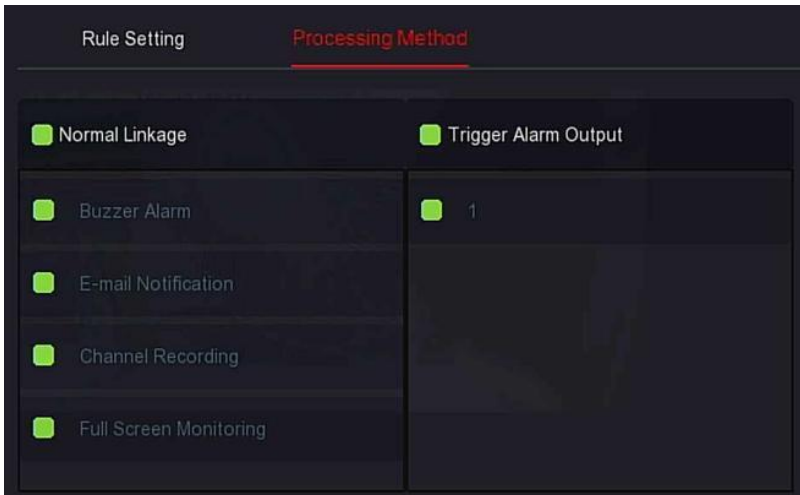 Rule Setting Processing Method
Normal Linkage Trigger Alarm Output
Buzzer Alarm 1
E-mail Notification
Channel Recording
Full Screen Monitoring